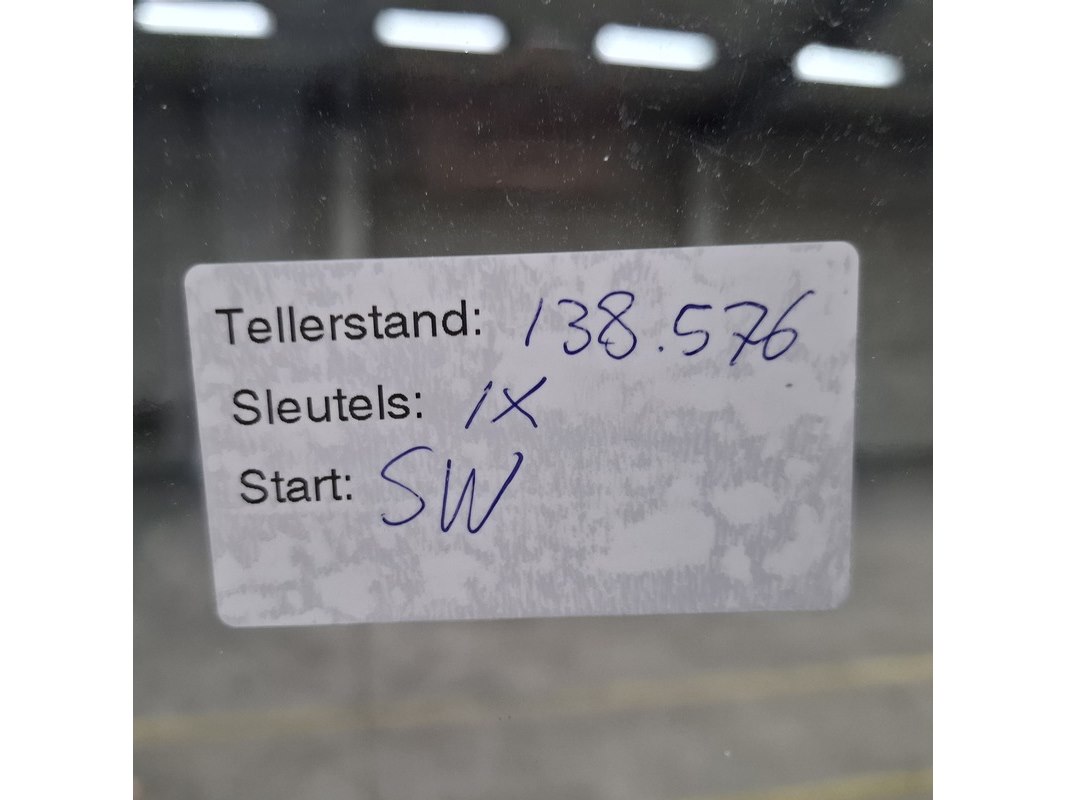 Tellerstand: 138.576
Sleutels: 1X
Start: SW